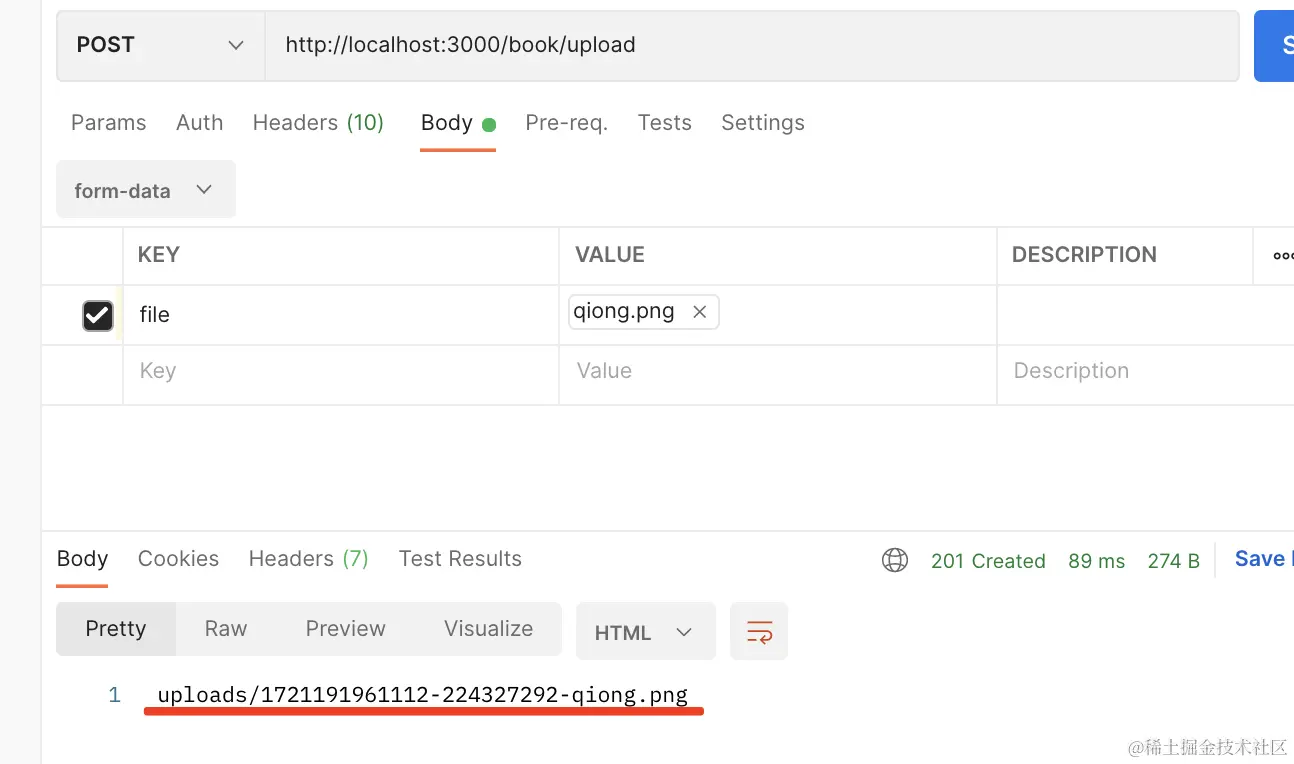 POST http://localhost:3000/book/upload S
Params Auth Headers (10) Body Pre-req. Tests Settings
form-data
KEY VALUE DESCRIPTION
file qiong.png
Key Value Description
Body Cookies Headers (7) Test Results 201 Created 89 ms 274 B Save
Pretty Raw Preview Visualize HTML
1 uploads/1721191961112-224327292-qiong.png
@稀土掘金技术社区